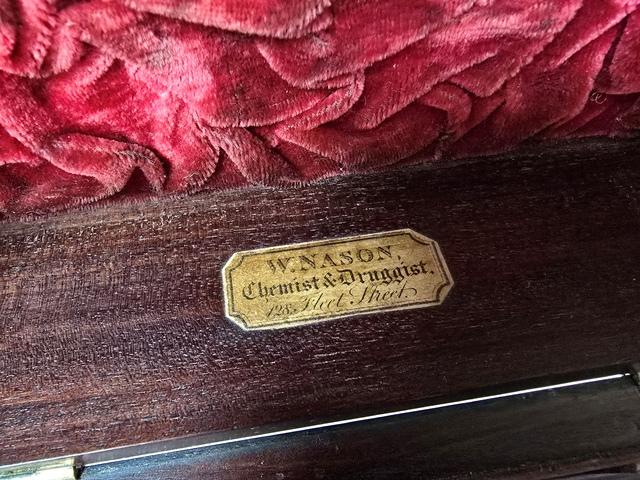 W.NASON,
Chemist & Druggist,
128, Fleet Street.